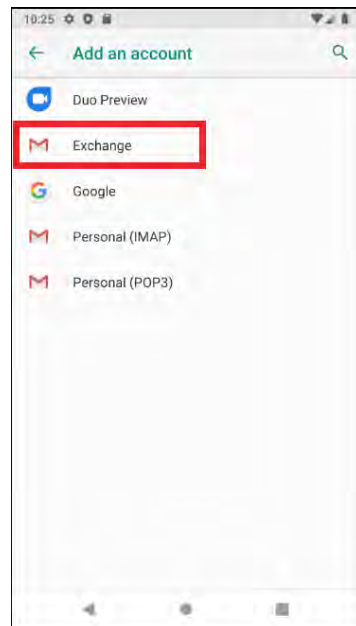 10:25
Add an account
Duo Preview
Exchange
Google
Personal (IMAP)
Personal (POP3)